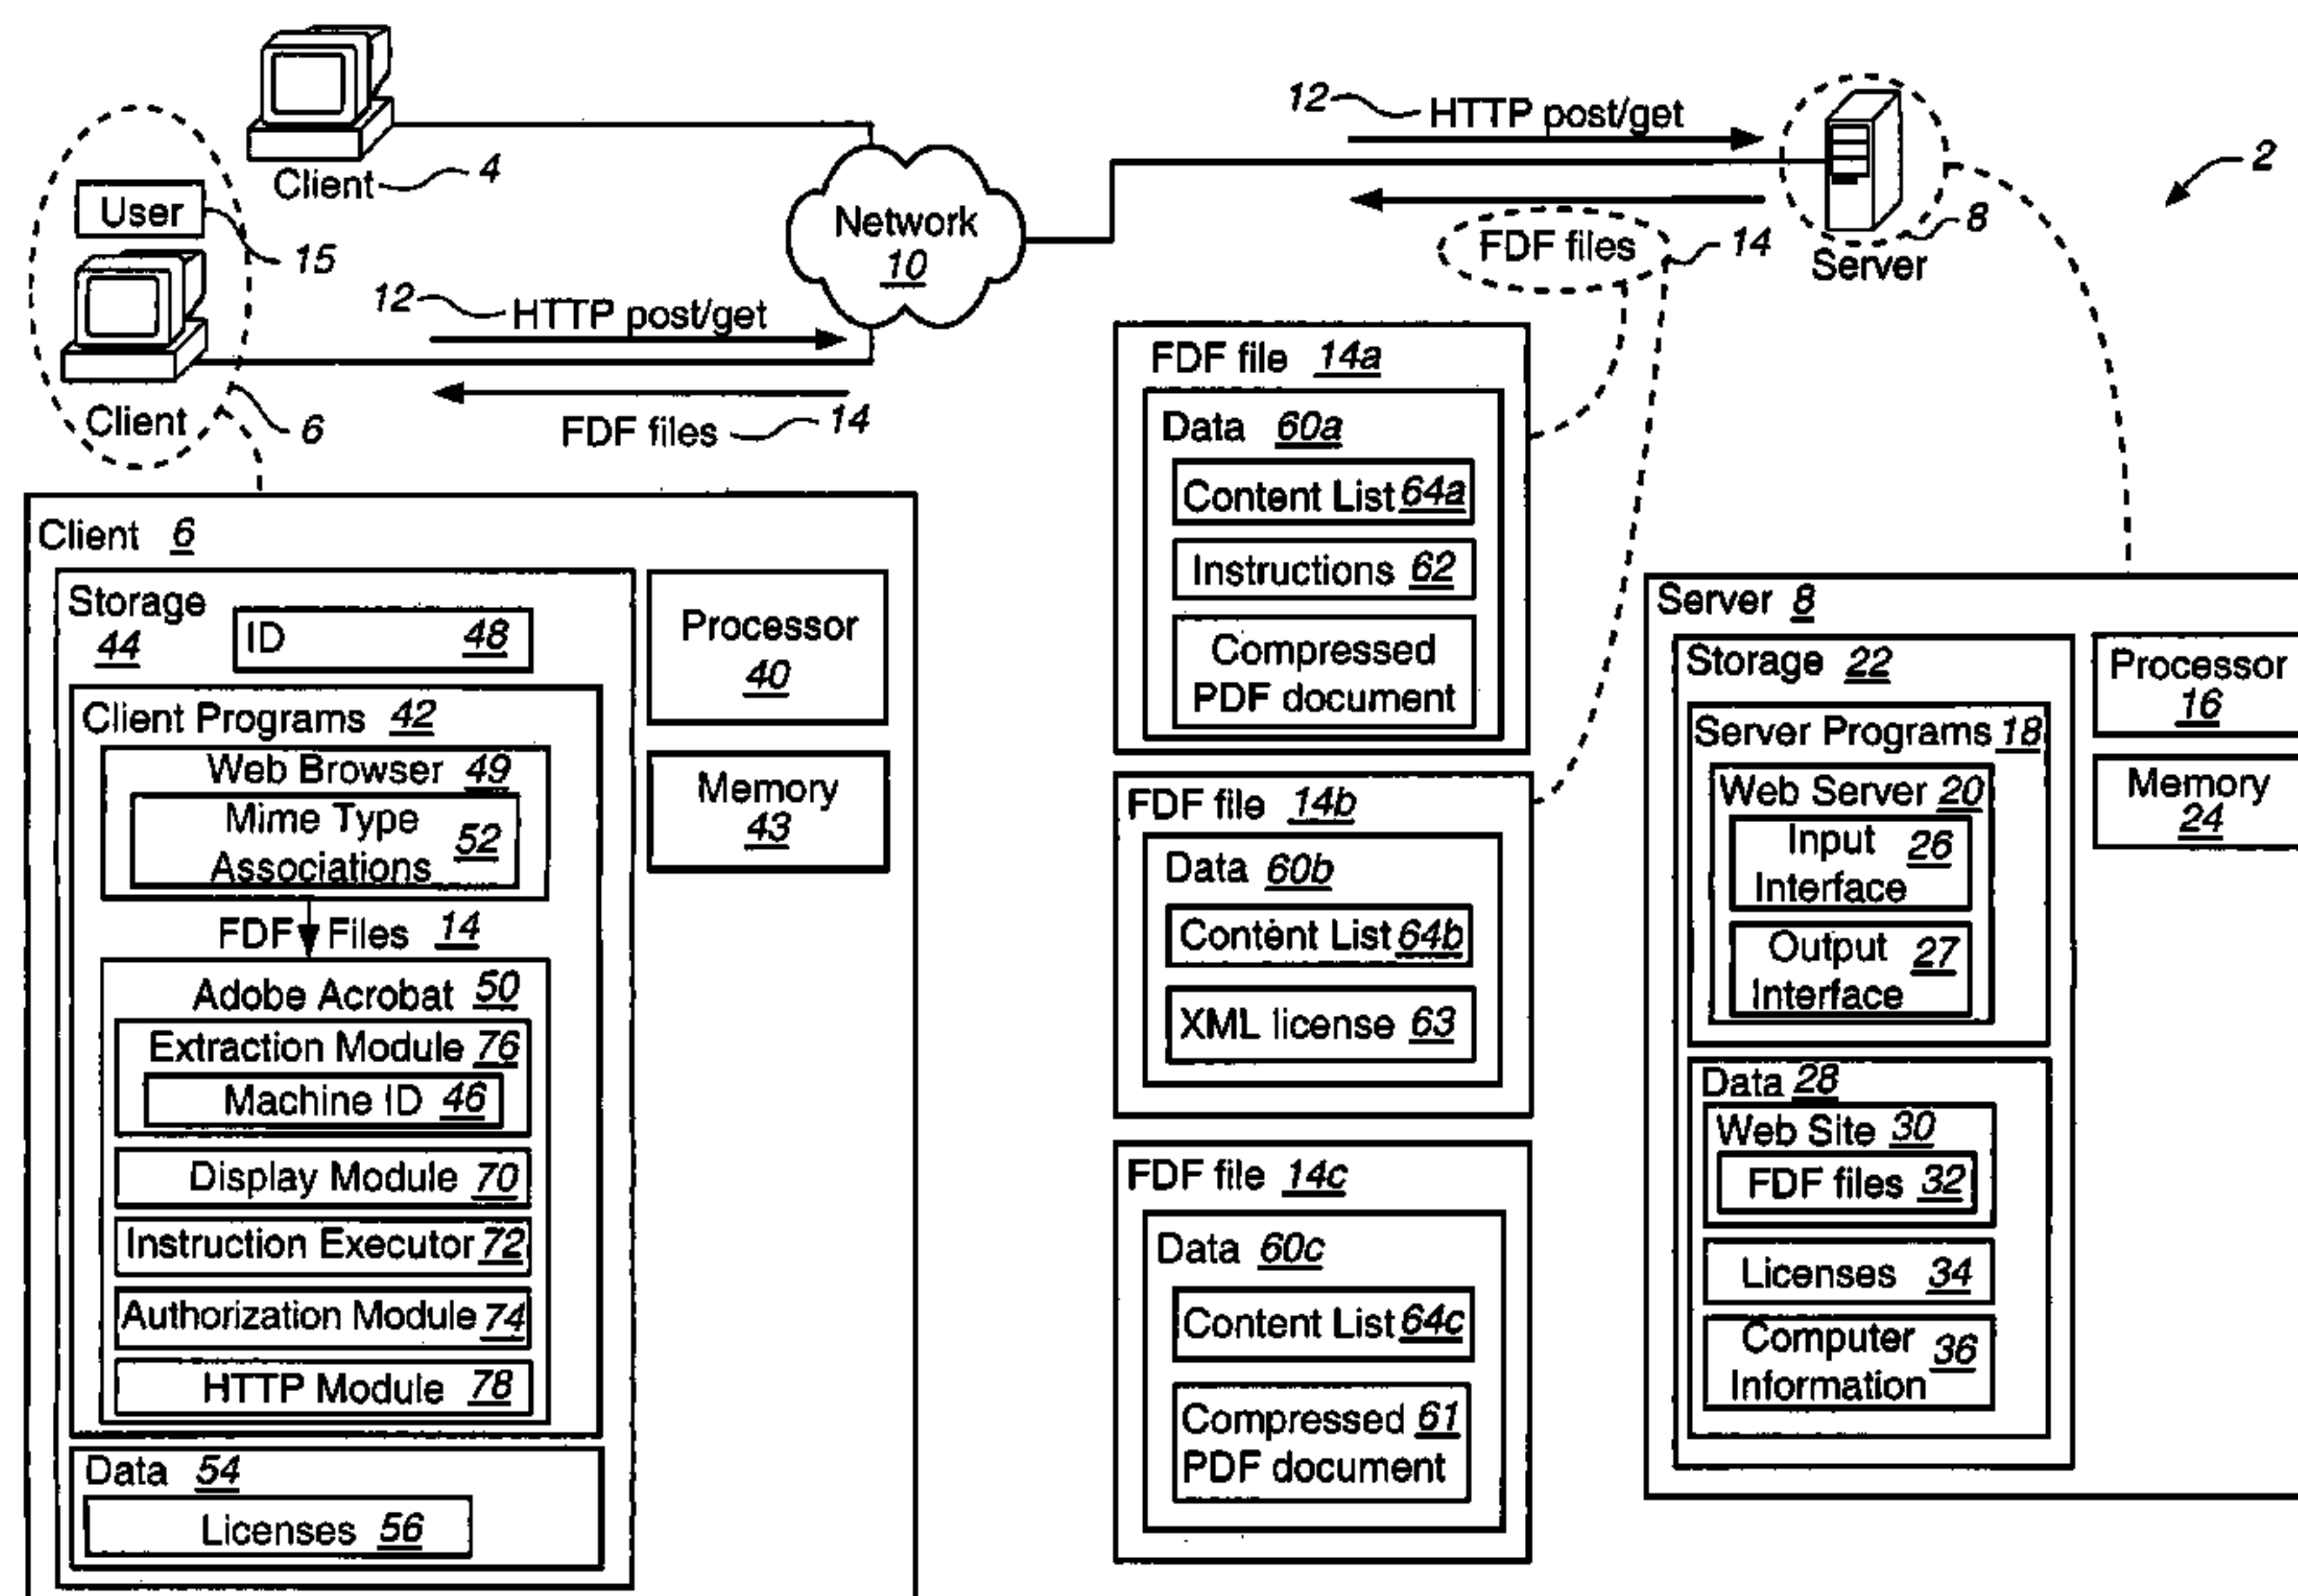 Client 4
User
15
Client 6
12 HTTP post/get
FDF files 14
Network
10
12 HTTP post/get
FDF files 14
8
Server
2
Client 6
Storage
44
ID 48
Processor
40
Memory
43
Client Programs 42
Web Browser 49
Mime Type
Associations 52
FDF Files 14
Adobe Acrobat 50
Extraction Module 76
Machine ID 46
Display Module 70
Instruction Executor 72
Authorization Module 74
HTTP Module 78
Data 54
Licenses 56
FDF file 14a
Data 60a
Content List 64a
Instructions 62
Compressed
PDF document
FDF file 14b
Data 60b
Content List 64b
XML license 63
FDF file 14c
Data 60c
Content List 64c
Compressed 61
PDF document
Server 8
Storage 22
Processor
16
Memory
24
Server Programs 18
Web Server 20
Input
Interface 26
Output
Interface 27
Data 28
Web Site 30
FDF files 32
Licenses 34
Computer
Information 36